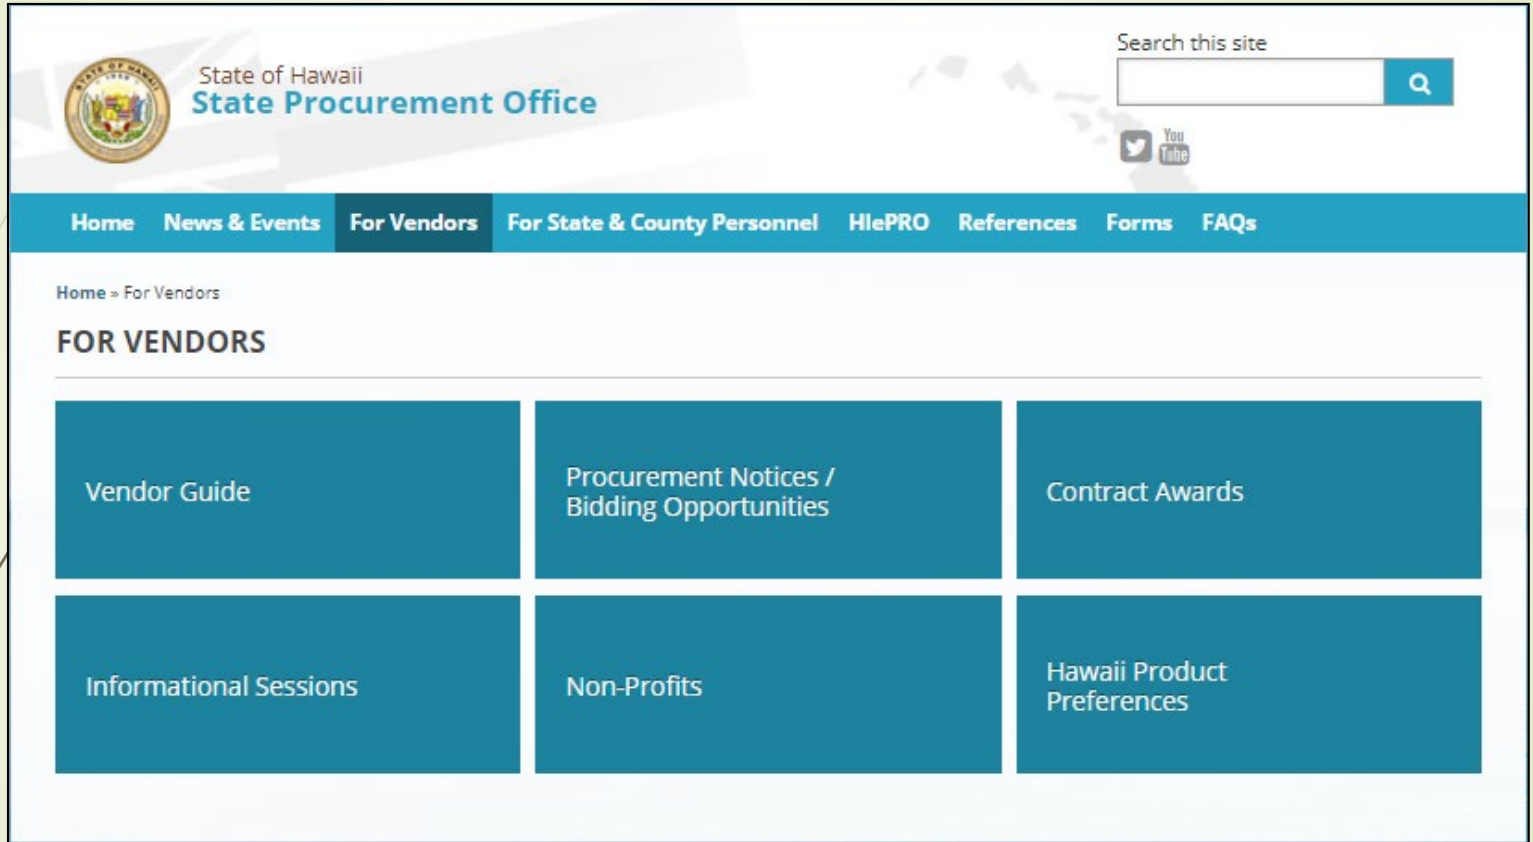 State of Hawaii
State Procurement Office
Search this site
You
Tube
Home News & Events For Vendors For State & County Personnel HIePRO References Forms FAQs
Home » For Vendors
FOR VENDORS
Vendor Guide
Procurement Notices /
Bidding Opportunities
Contract Awards
Informational Sessions
Non-Profits
Hawaii Product
Preferences